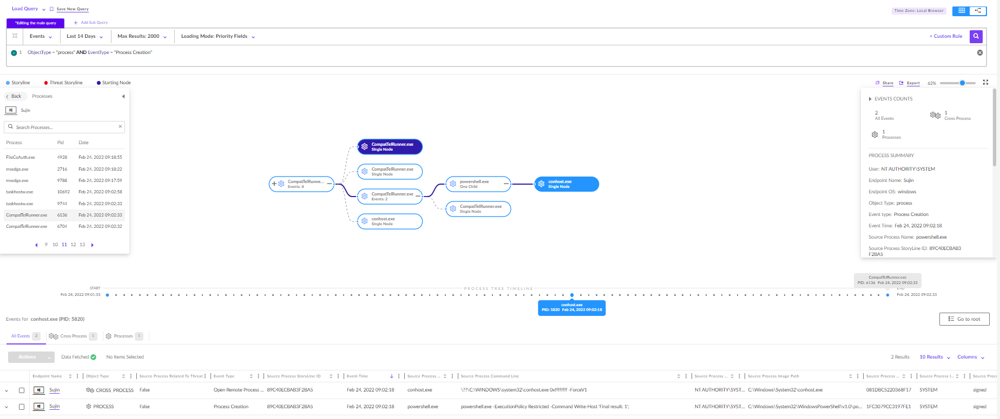 Load Query Save New Query
Time Zone: Local Browser
*Editing the main query + Add Sub Query
Events Last 14 Days Max Results: 2000 Loading Mode: Priority Fields + Custom Rule
1 ObjectType = "process" AND EventType = "Process Creation"
Storyline Threat Storyline Starting Node
Share Export 62%
Back Processes
Sujin
Search Processes...
Process Pid Date
FileCoAuth.exe 4928 Feb 24, 2022 09:18:55
msedge.exe 2716 Feb 24, 2022 09:18:22
msedge.exe 9788 Feb 24, 2022 09:17:59
taskhostw.exe 10692 Feb 24, 2022 09:02:58
taskhostw.exe 9744 Feb 24, 2022 09:02:33
CompatTelRunner.exe 6136 Feb 24, 2022 09:02:33
CompatTelRunner.exe 6704 Feb 24, 2022 09:02:32
9 10 11 12 13
CompatTelRunne...
Events: 4
CompatTelRunner.exe
Single Node
CompatTelRunner.exe
Single Node
CompatTelRunner.exe
Events: 2
conhost.exe
Single Node
powershell.exe
One Child
CompatTelRunner.exe
Single Node
conhost.exe
Single Node
EVENTS COUNTS
2
All Events
1
Cross Process
1
Processes
PROCESS SUMMARY
User: NT AUTHORITY\SYSTEM
Endpoint Name: Sujin
Endpoint OS: windows
Object Type: process
Event type: Process Creation
Event Time: Feb 24, 2022 09:02:18
Source Process Name: powershell.exe
Source Process StoryLine ID: 89C40ECBAB3
F2BA5
CompatTelRunner.exe
PID: 6136 Feb 24, 2022 09:02:33
START
PROCESS TREE TIMELINE
END
Feb 24, 2022 09:01:55
Feb 24, 2022 09:02:33
conhost.exe
PID: 5820 Feb 24, 2022 09:02:18
Events for conhost.exe (PID: 5820)
Go to root
All Events 2 Cross Process 1 Processes 1
Actions Data Fetched No Items Selected
2 Results 10 Results Columns
Endpoint Name Object Type Source Process Related To Threat Event Type Source Process StoryLine ID Event Time Source Process ... Source Process Command Line Source Process ... Source Process Image Path Source Process ... Source Process I... Source Proce
Sujin CROSS_PROCESS False Open Remote Process ... 89C40ECBAB3F2BA5 Feb 24, 2022 09:02:18 conhost.exe \??\C:\WINDOWS\system32\conhost.exe 0xffffffff -ForceV1 NT AUTHORITY\SYST... C:\Windows\System32\conhost.exe 081DBC5220368F17 SYSTEM signed
Sujin PROCESS False Process Creation 89C40ECBAB3F2BA5 Feb 24, 2022 09:02:18 powershell.exe powershell.exe -ExecutionPolicy Restricted -Command Write-Host 'Final result: 1'; NT AUTHORITY\SYST... C:\Windows\System32\WindowsPowerShell\v1.0\po... 1FC3079CC3197FE1 SYSTEM signed